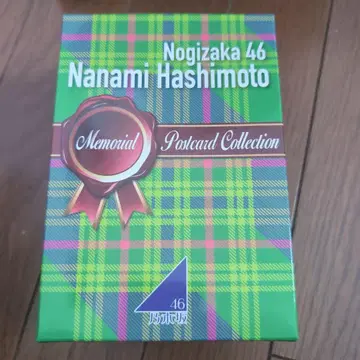 Nogizaka 46
Nanami Hashimoto
Memorial Postcard Collection
46